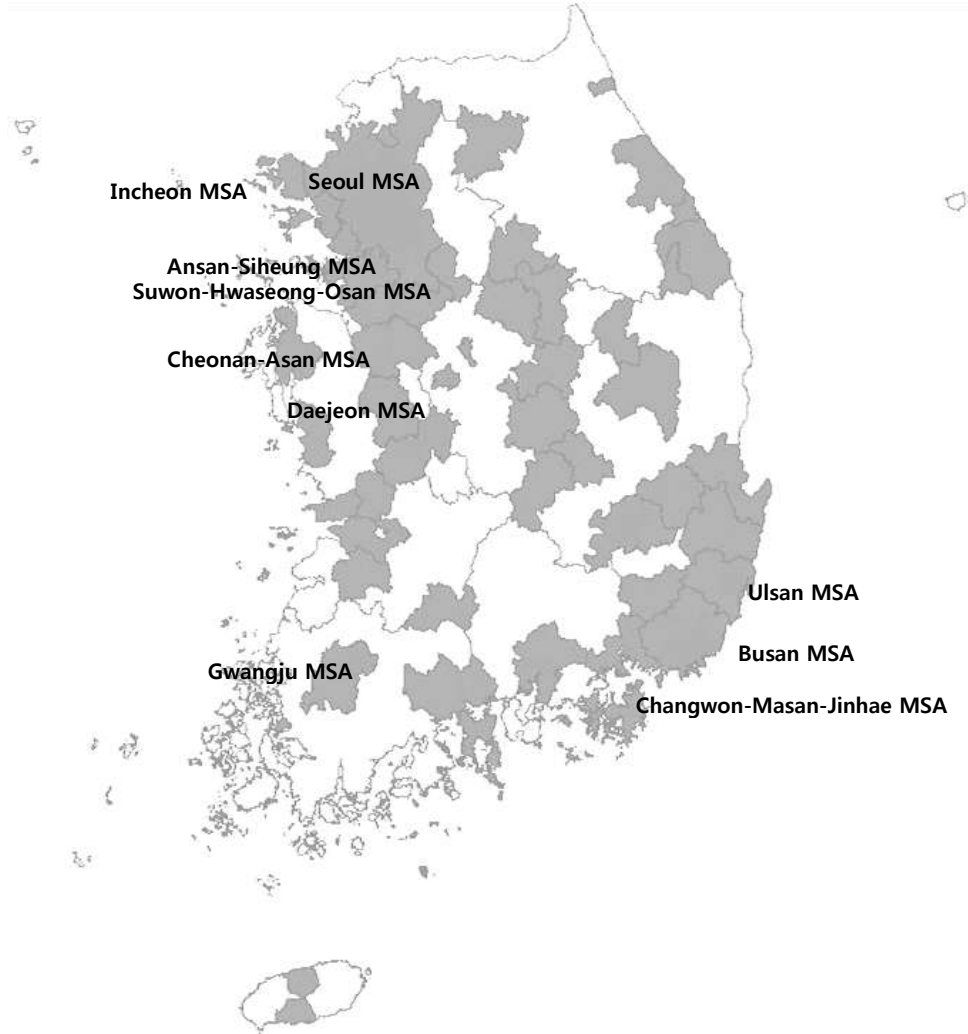 Seoul MSA
Incheon MSA
Ansan-Siheung MSA
Suwon-Hwaseong-Osan MSA
Cheonan-Asan MSA
Daejeon MSA
Ulsan MSA
Busan MSA
Gwangju MSA
Changwon-Masan-Jinhae MSA